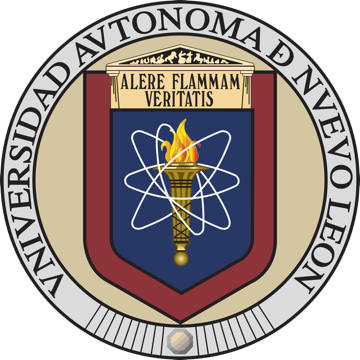 VNIVERSIDAD AVTONOMA Ð NVEVO LEON
ALERE FLAMMAM
VERITATIS